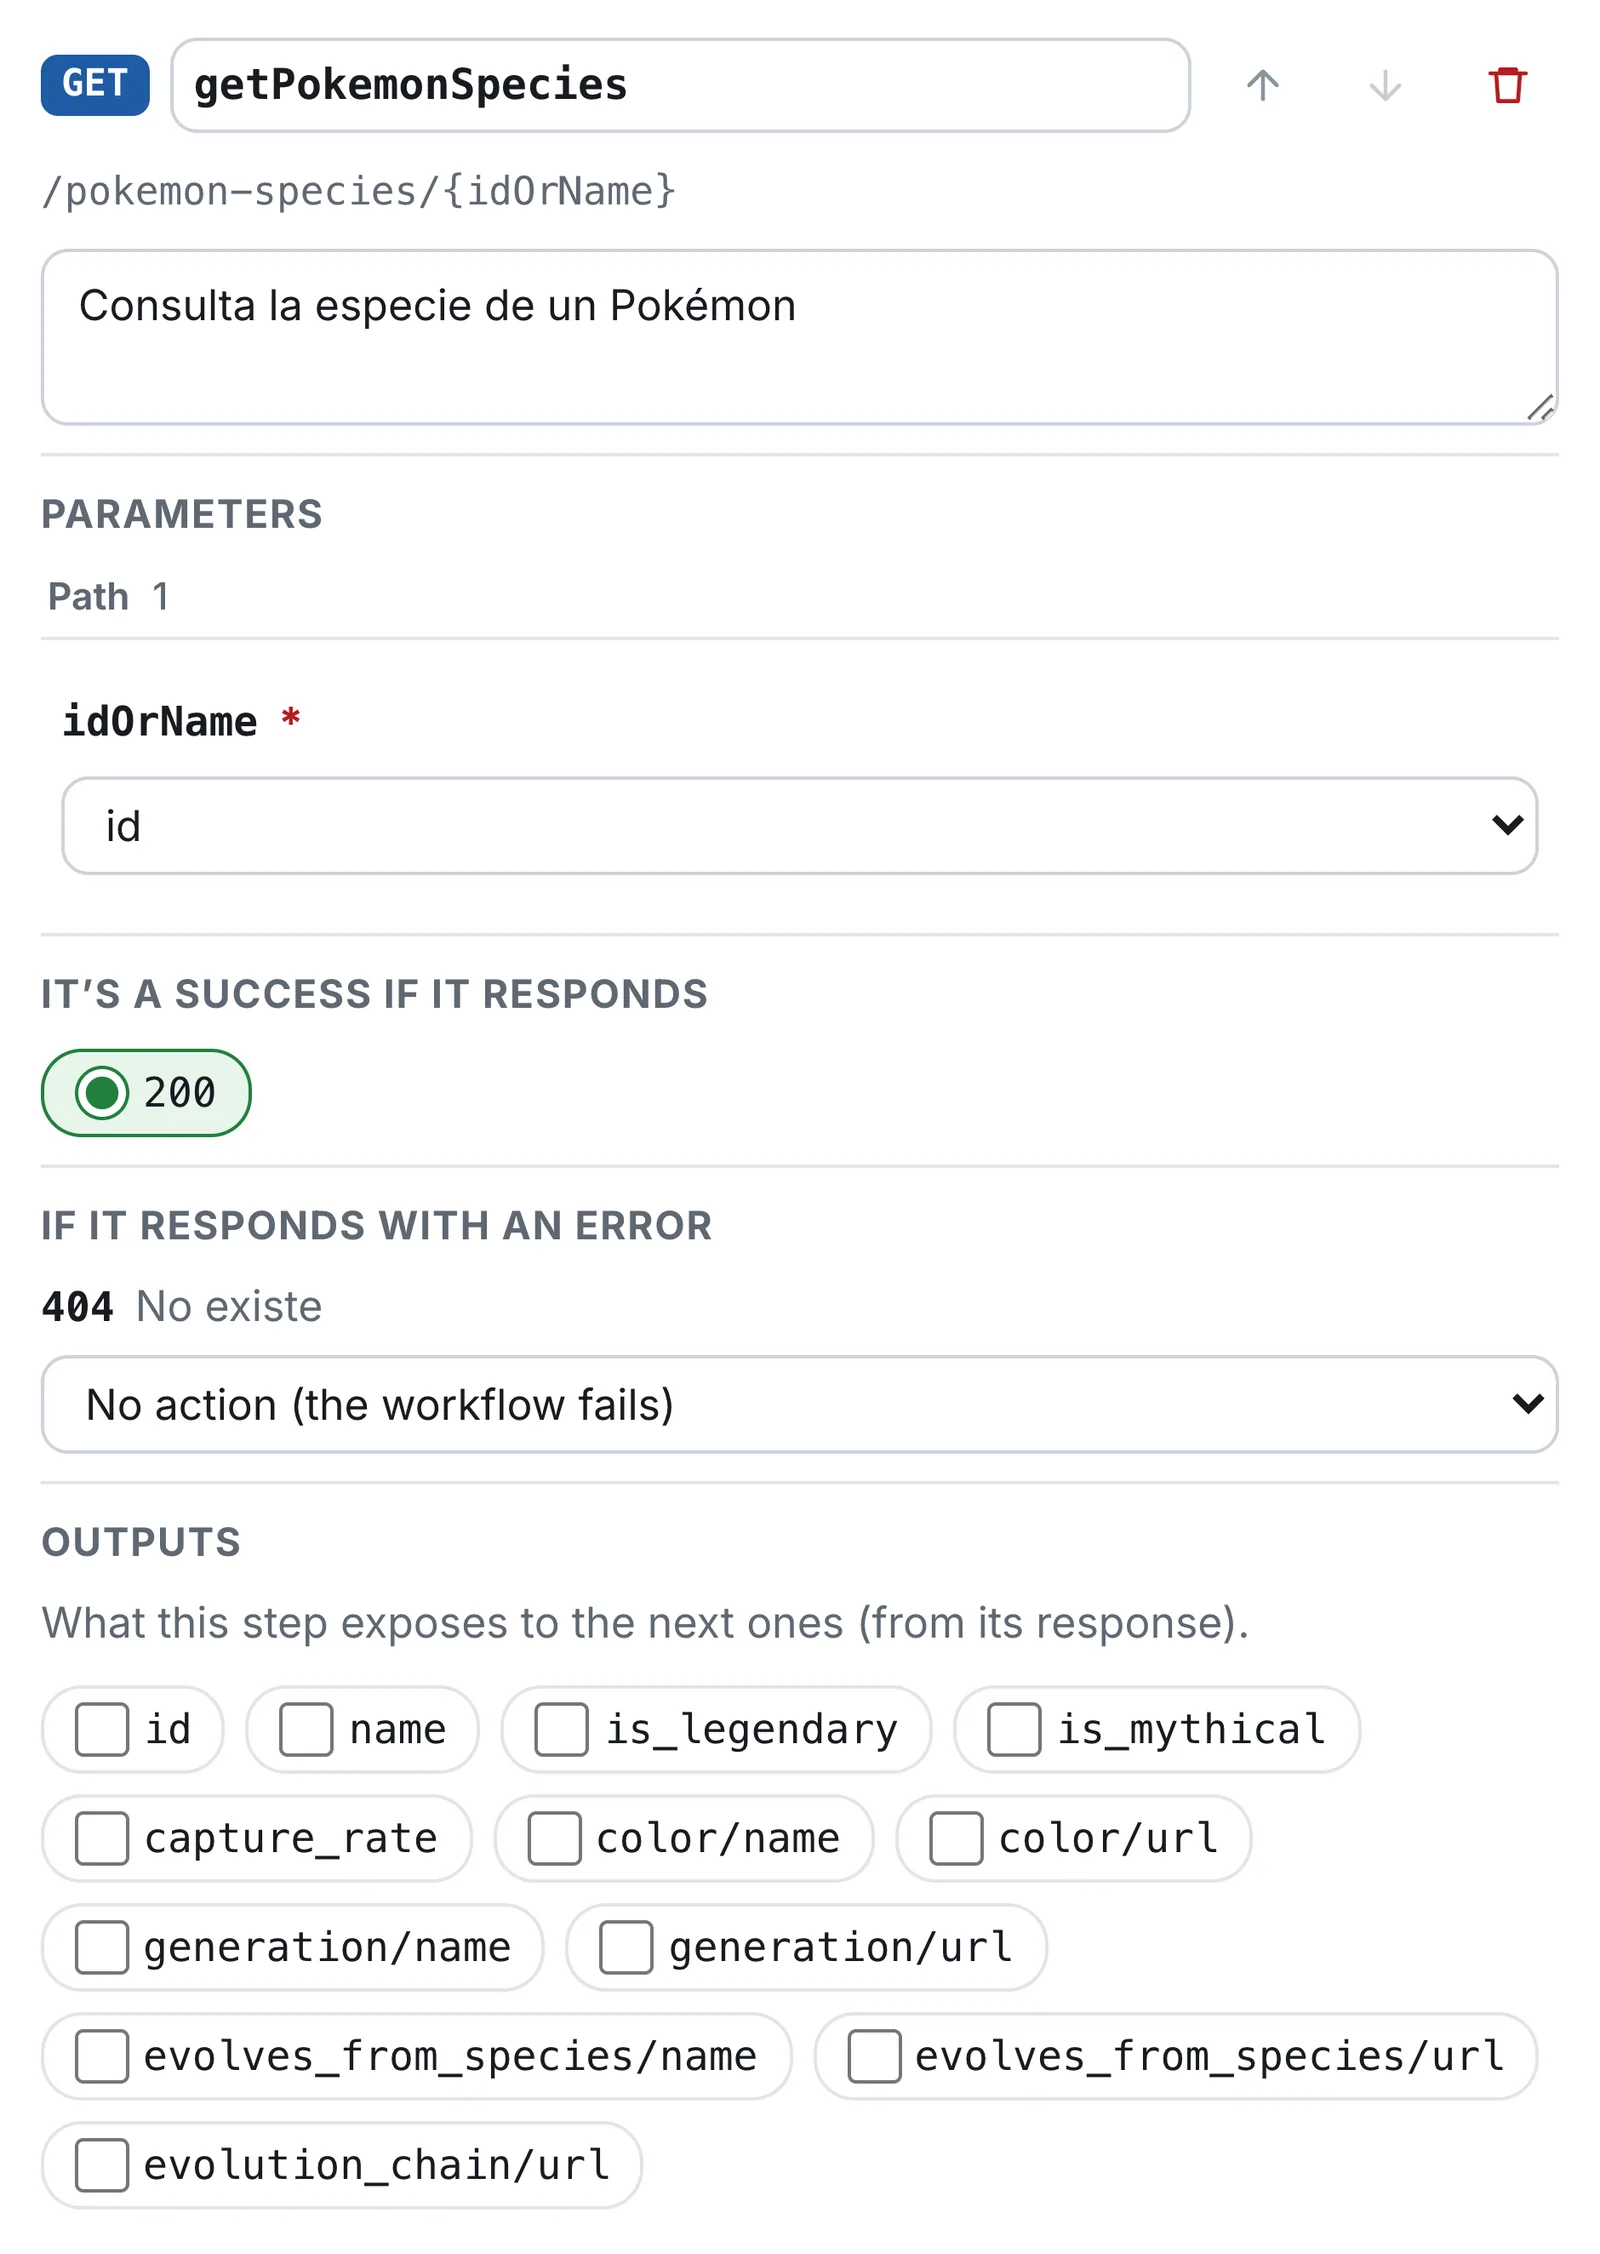 GET getPokemonSpecies
/pokemon-species/{idOrName}
Consulta la especie de un Pokémon
PARAMETERS
Path 1
idOrName *
id
IT’S A SUCCESS IF IT RESPONDS
200
IF IT RESPONDS WITH AN ERROR
404 No existe
No action (the workflow fails)
OUTPUTS
What this step exposes to the next ones (from its response).
id name is_legendary is_mythical
capture_rate color/name color/url
generation/name generation/url
evolves_from_species/name evolves_from_species/url
evolution_chain/url